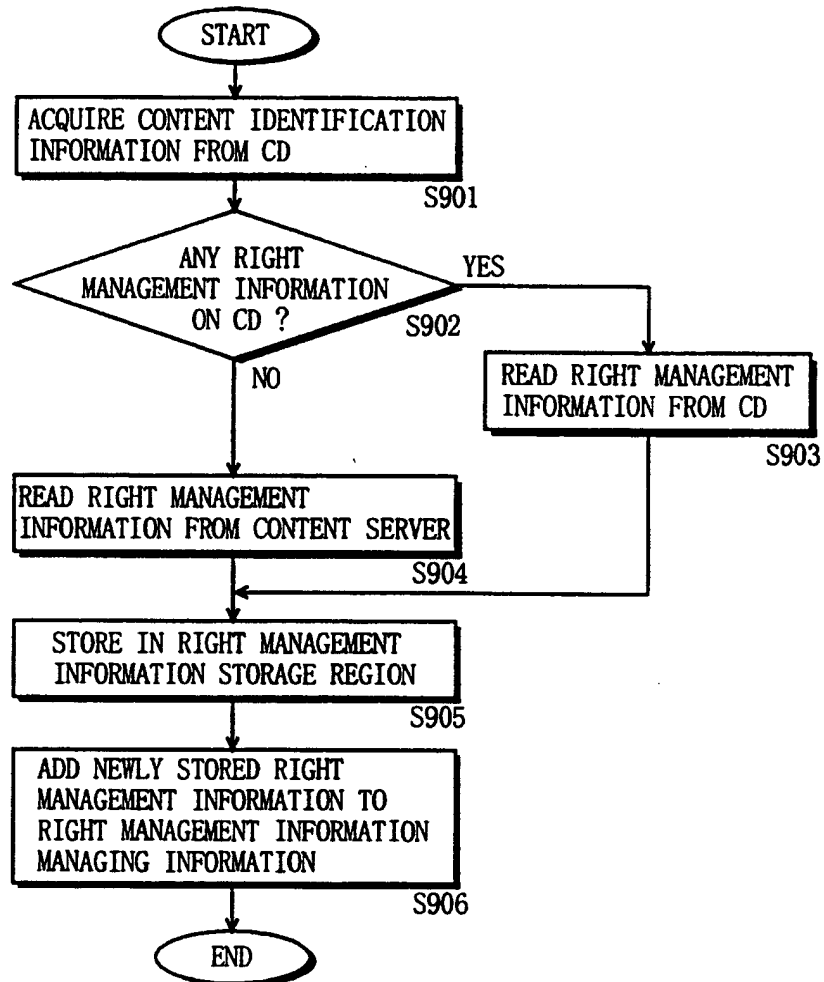 START
ACQUIRE CONTENT IDENTIFICATION
INFORMATION FROM CD
S901
ANY RIGHT
MANAGEMENT INFORMATION
ON CD ?
S902
YES
NO
READ RIGHT MANAGEMENT
INFORMATION FROM CD
S903
READ RIGHT MANAGEMENT
INFORMATION FROM CONTENT SERVER
S904
STORE IN RIGHT MANAGEMENT
INFORMATION STORAGE REGION
S905
ADD NEWLY STORED RIGHT
MANAGEMENT INFORMATION TO
RIGHT MANAGEMENT INFORMATION
MANAGING INFORMATION
S906
END